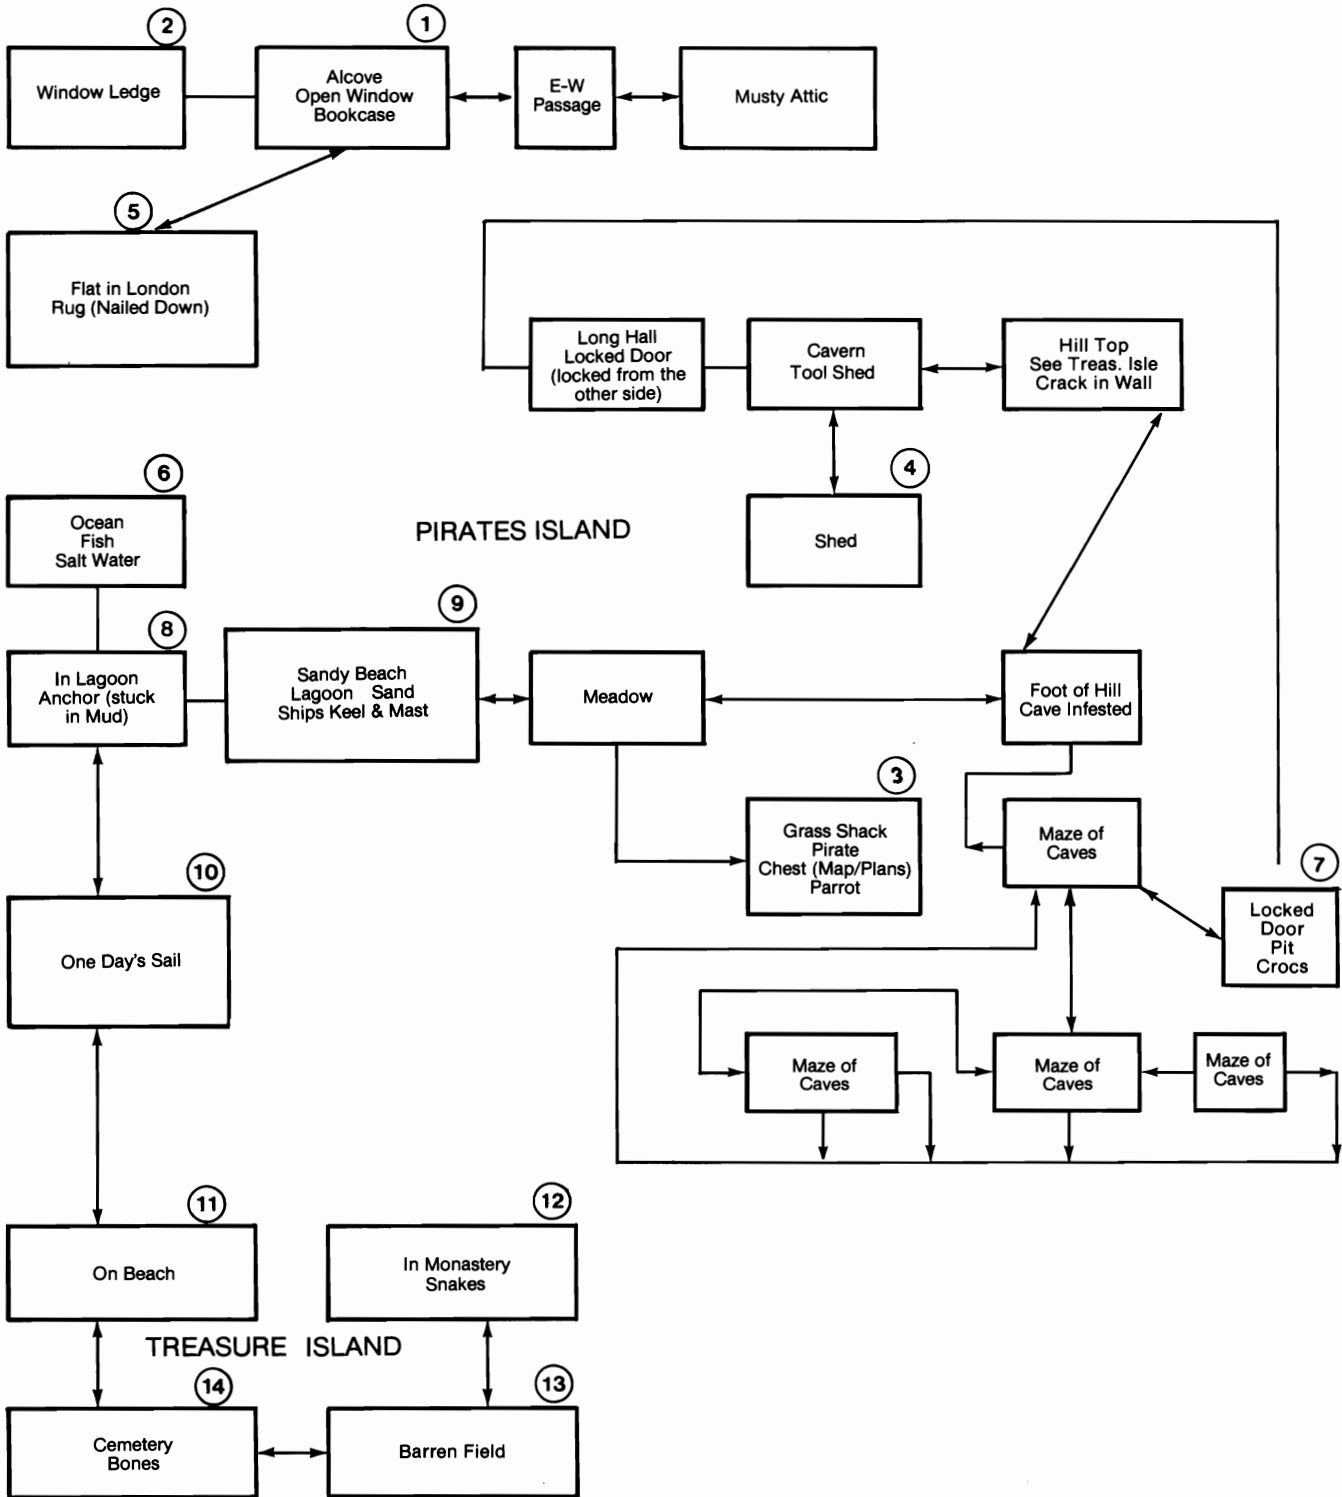 2
1
Window Ledge
Alcove
Open Window
Bookcase
E-W
Passage
Musty Attic
5
Flat in London
Rug (Nailed Down)
Long Hall
Locked Door
(locked from the
other side)
Cavern
Tool Shed
Hill Top
See Treas. Isle
Crack in Wall
6
4
Ocean
Fish
Salt Water
PIRATES ISLAND
Shed
8
9
In Lagoon
Anchor (stuck
in Mud)
Sandy Beach
Lagoon Sand
Ships Keel & Mast
Meadow
Foot of Hill
Cave Infested
3
Grass Shack
Pirate
Chest (Map/Plans)
Parrot
Maze of
Caves
7
Locked
Door
Pit
Crocs
10
One Day's Sail
Maze of
Caves
Maze of
Caves
Maze of
Caves
11
12
On Beach
In Monastery
Snakes
TREASURE ISLAND
14
13
Cemetery
Bones
Barren Field